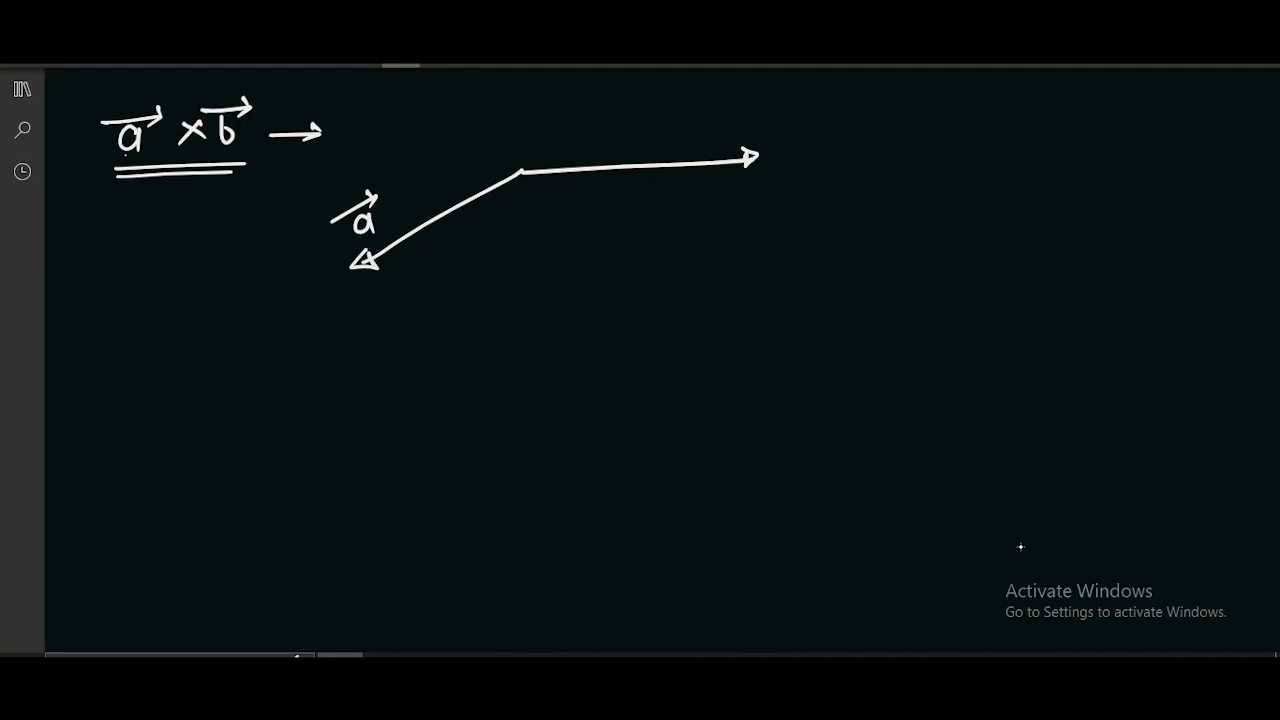 a⃗ × b⃗ →
a⃗
Activate Windows
Go to Settings to activate Windows.